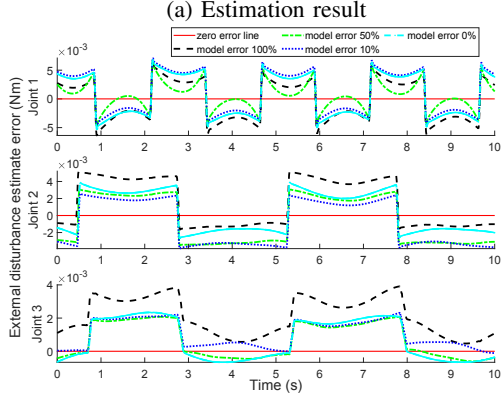 (a) Estimation result
zero error line model error 50% model error 0%
model error 100% model error 10%
External disturbance estimate error (Nm)
×10⁻³
Joint 1
5
0
-5
0 1 2 3 4 5 6 7 8 9 10
×10⁻³
Joint 2
4
2
0
-2
0 1 2 3 4 5 6 7 8 9 10
×10⁻³
Joint 3
4
2
0
0 1 2 3 4 5 6 7 8 9 10
Time (s)